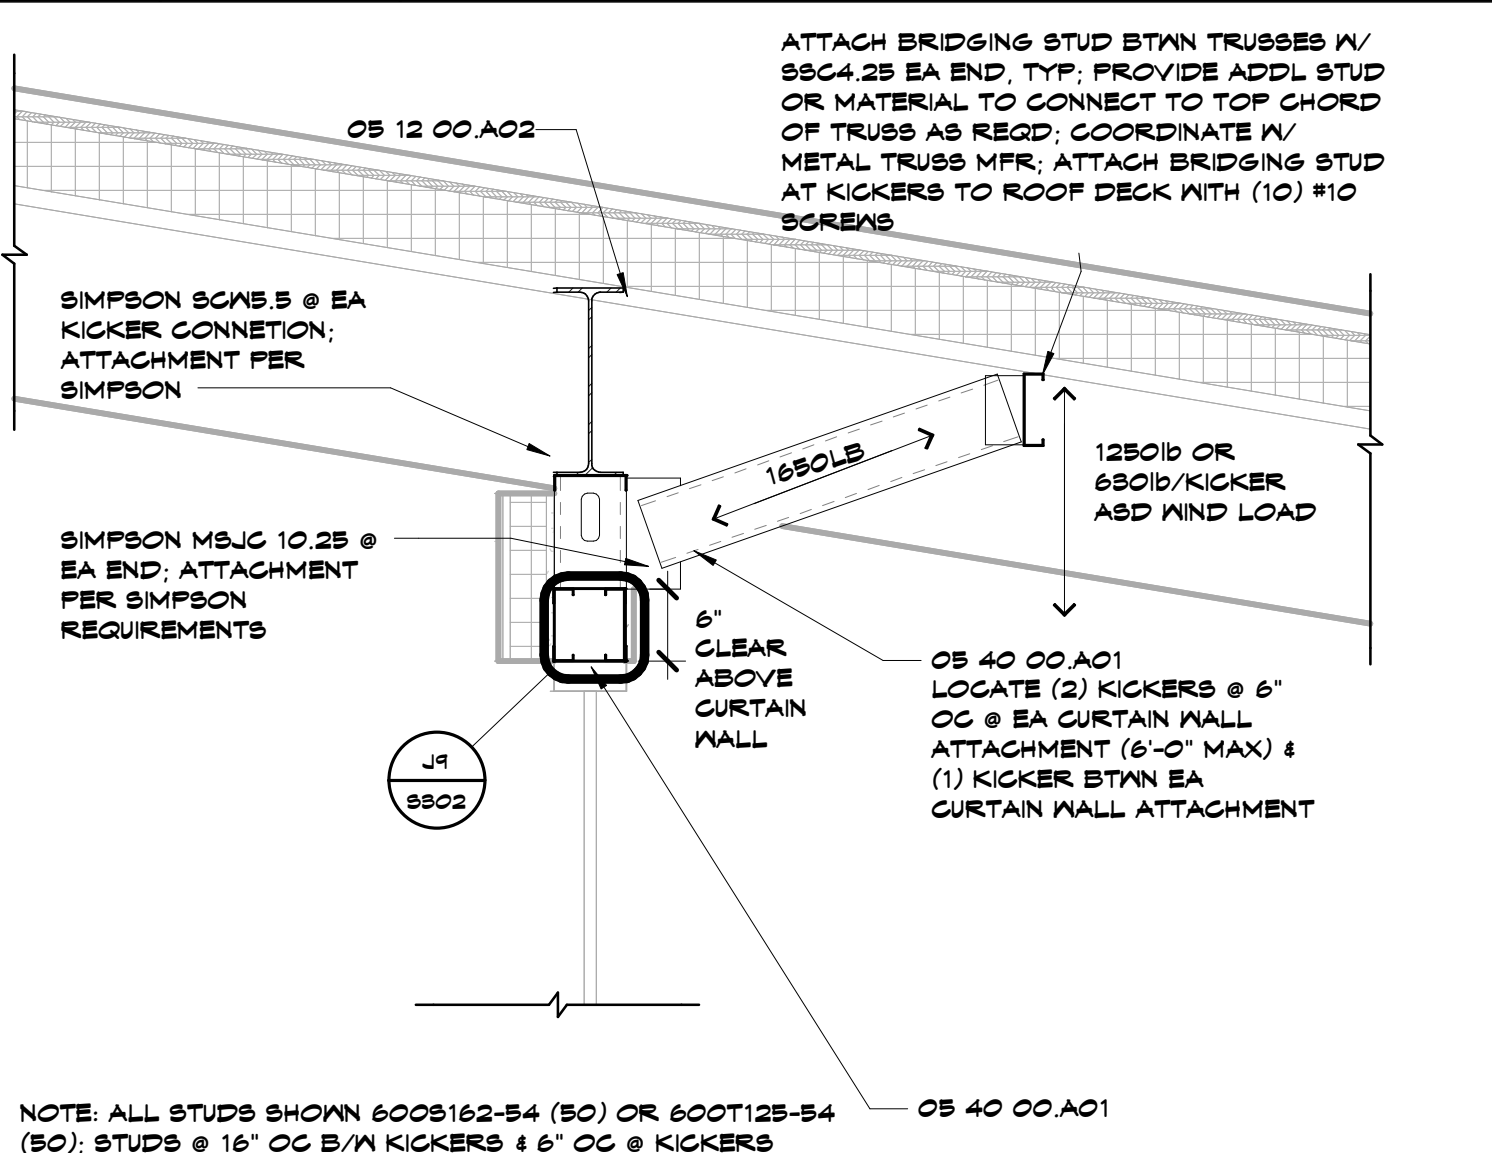 ATTACH BRIDGING STUD BTWN TRUSSES W/
SSC4.25 EA END, TYP; PROVIDE ADDL STUD
OR MATERIAL TO CONNECT TO TOP CHORD
OF TRUSS AS REQD; COORDINATE W/
METAL TRUSS MFR; ATTACH BRIDGING STUD
AT KICKERS TO ROOF DECK WITH (10) #10
SCREWS
05 12 00.A02
SIMPSON SCW5.5 @ EA
KICKER CONNETION;
ATTACHMENT PER
SIMPSON
1650LB
1250lb OR
630lb/KICKER
ASD WIND LOAD
SIMPSON MSJC 10.25 @
EA END; ATTACHMENT
PER SIMPSON
REQUIREMENTS
6"
CLEAR
ABOVE
CURTAIN
WALL
05 40 00.A01
LOCATE (2) KICKERS @ 6"
OC @ EA CURTAIN WALL
ATTACHMENT (6'-0" MAX) &
(1) KICKER BTWN EA
CURTAIN WALL ATTACHMENT
J9
S302
05 40 00.A01
NOTE: ALL STUDS SHOWN 600S162-54 (50) OR 600T125-54
(50); STUDS @ 16" OC B/W KICKERS & 6" OC @ KICKERS